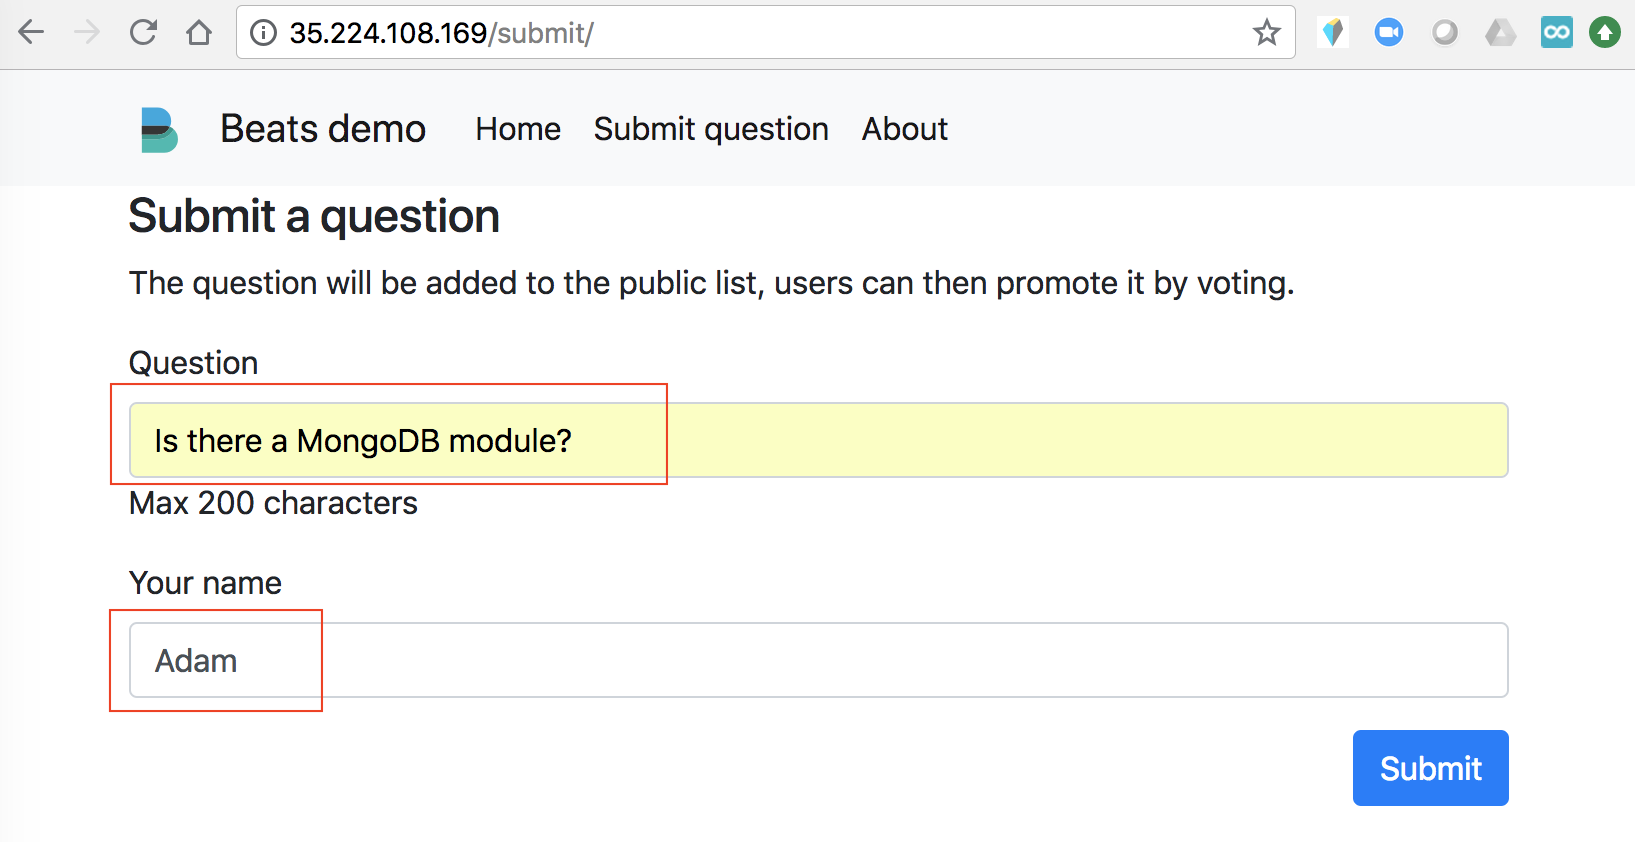 35.224.108.169/submit/
Beats demo Home Submit question About
Submit a question
The question will be added to the public list, users can then promote it by voting.
Question
Is there a MongoDB module?
Max 200 characters
Your name
Adam
Submit